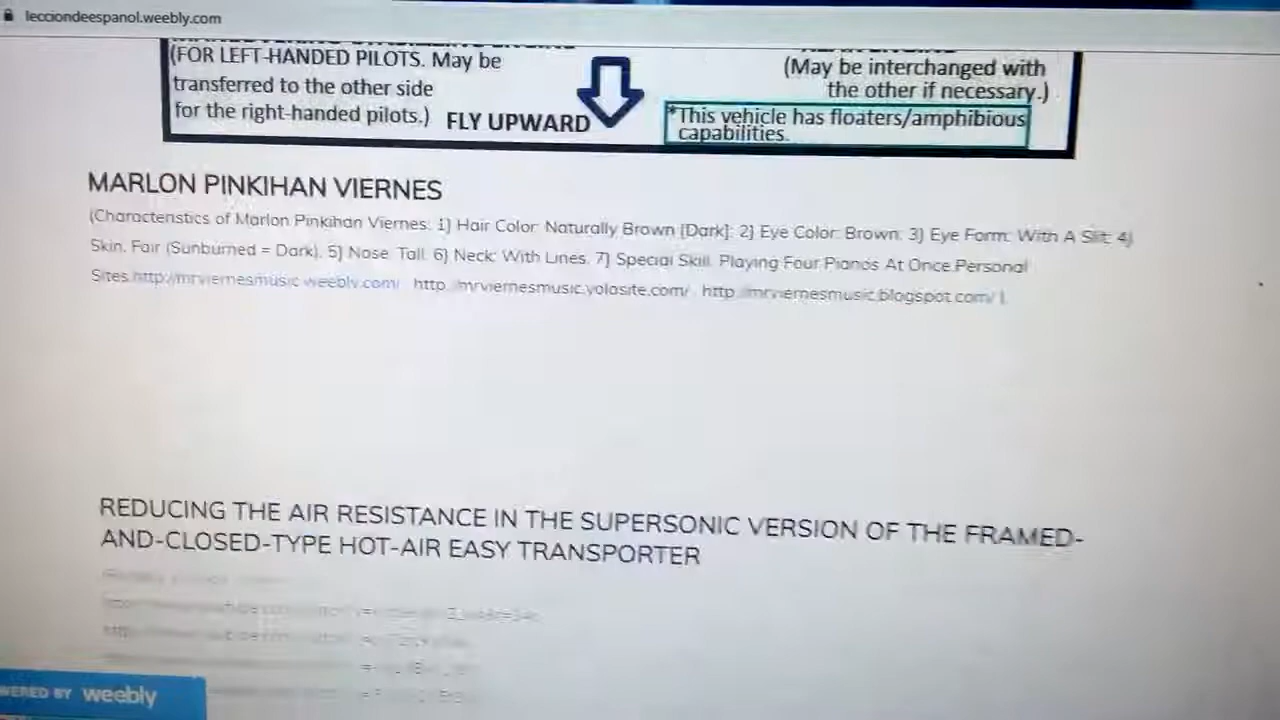 lecciondeespanol.weebly.com
(FOR LEFT-HANDED PILOTS. May be
transferred to the other side
for the right-handed pilots.)
FLY UPWARD
(May be interchanged with
the other if necessary.)
*This vehicle has floaters/amphibious
capabilities.
MARLON PINKIHAN VIERNES
(Characteristics of Marlon Pinkihan Viernes: 1) Hair Color: Naturally Brown [Dark]; 2) Eye Color: Brown; 3) Eye Form: With A Slit; 4)
Skin: Fair (Sunburned = Dark), 5) Nose: Tall. 6) Neck: With Lines. 7) Special Skill: Playing Four Pianos At Once.Personal
Sites:http://mrviernesmusic.weebly.com/ http://mrviernesmusic.yolasite.com/ http://mrviernesmusic.blogspot.com/ ).
REDUCING THE AIR RESISTANCE IN THE SUPERSONIC VERSION OF THE FRAMED-
AND-CLOSED-TYPE HOT-AIR EASY TRANSPORTER
WERED BY weebly